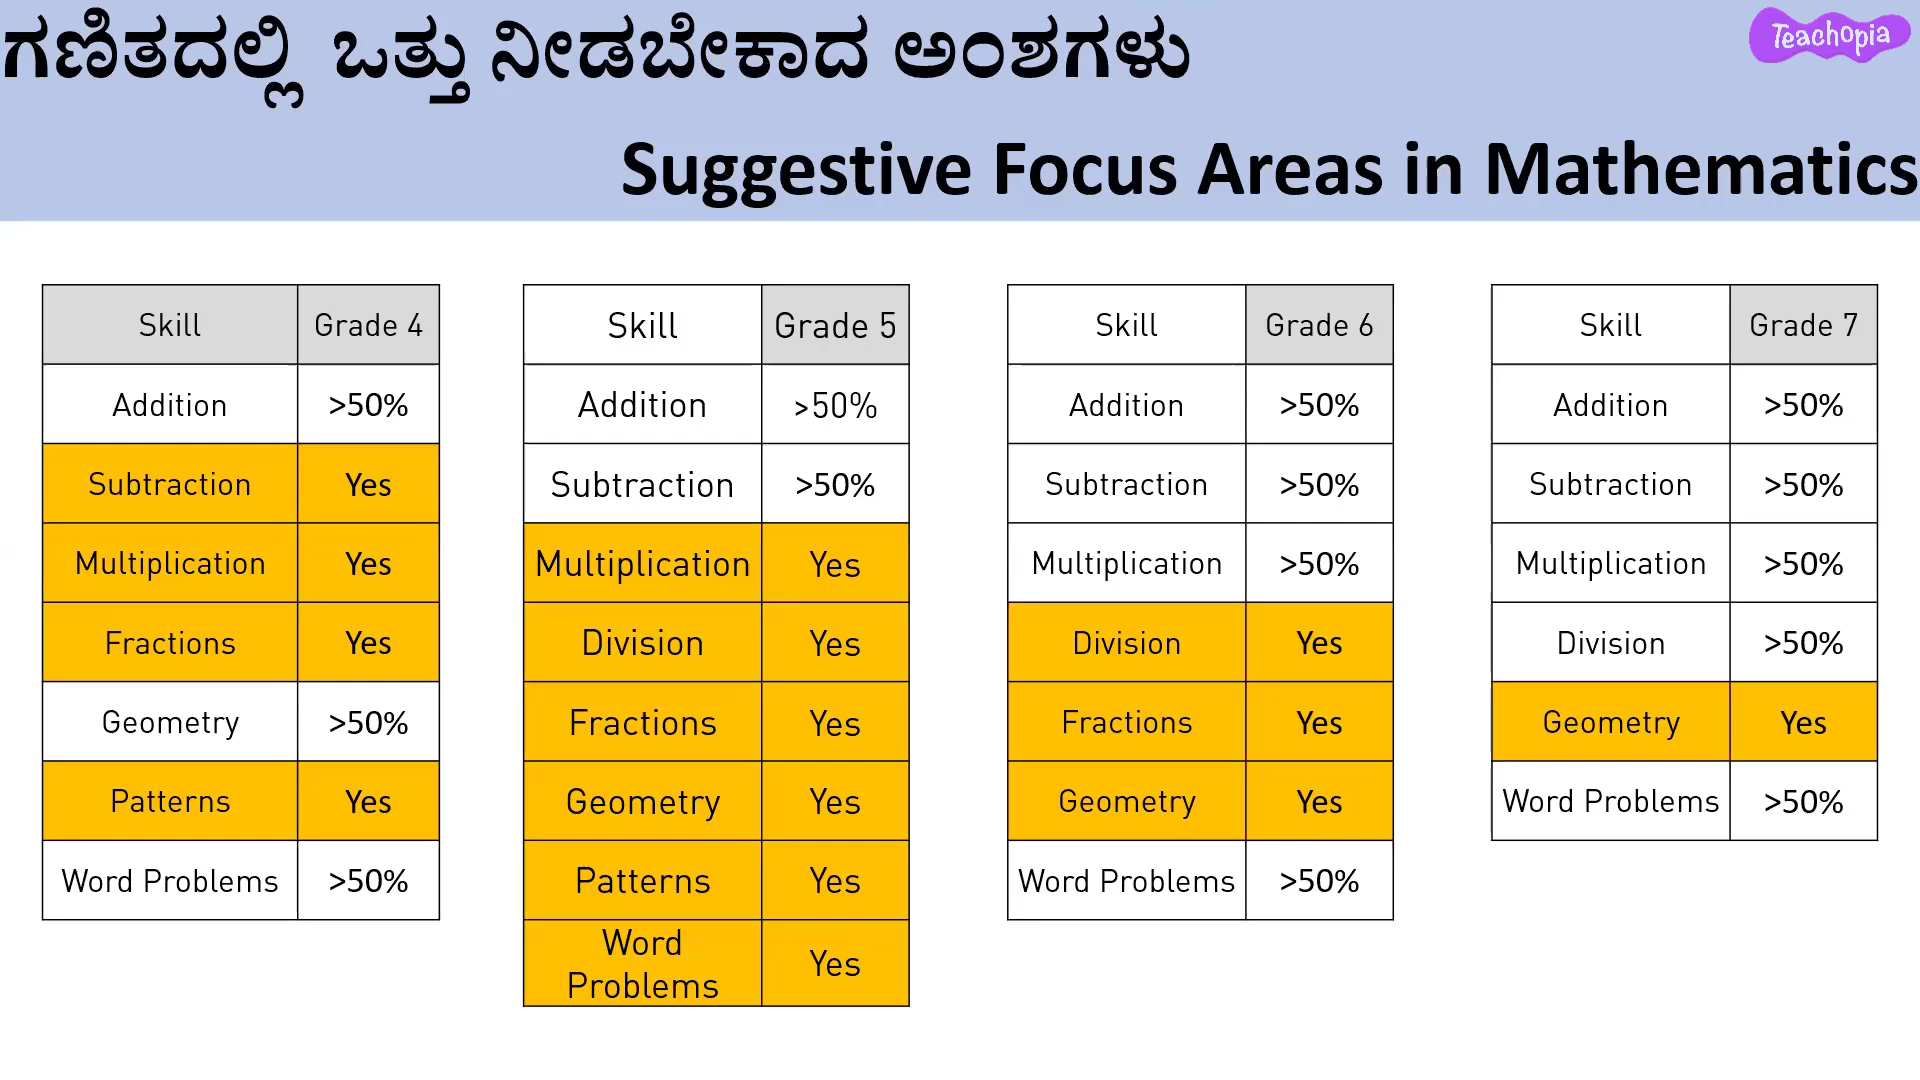 ಗಣಿತದಲ್ಲಿ ಒತ್ತು ನೀಡಬೇಕಾದ ಅಂಶಗಳು
Teachopia
Suggestive Focus Areas in Mathematics
Skill Grade 4
Addition >50%
Subtraction Yes
Multiplication Yes
Fractions Yes
Geometry >50%
Patterns Yes
Word Problems >50%
Skill Grade 5
Addition >50%
Subtraction >50%
Multiplication Yes
Division Yes
Fractions Yes
Geometry Yes
Patterns Yes
Word
Problems Yes
Skill Grade 6
Addition >50%
Subtraction >50%
Multiplication >50%
Division Yes
Fractions Yes
Geometry Yes
Word Problems >50%
Skill Grade 7
Addition >50%
Subtraction >50%
Multiplication >50%
Division >50%
Geometry Yes
Word Problems >50%